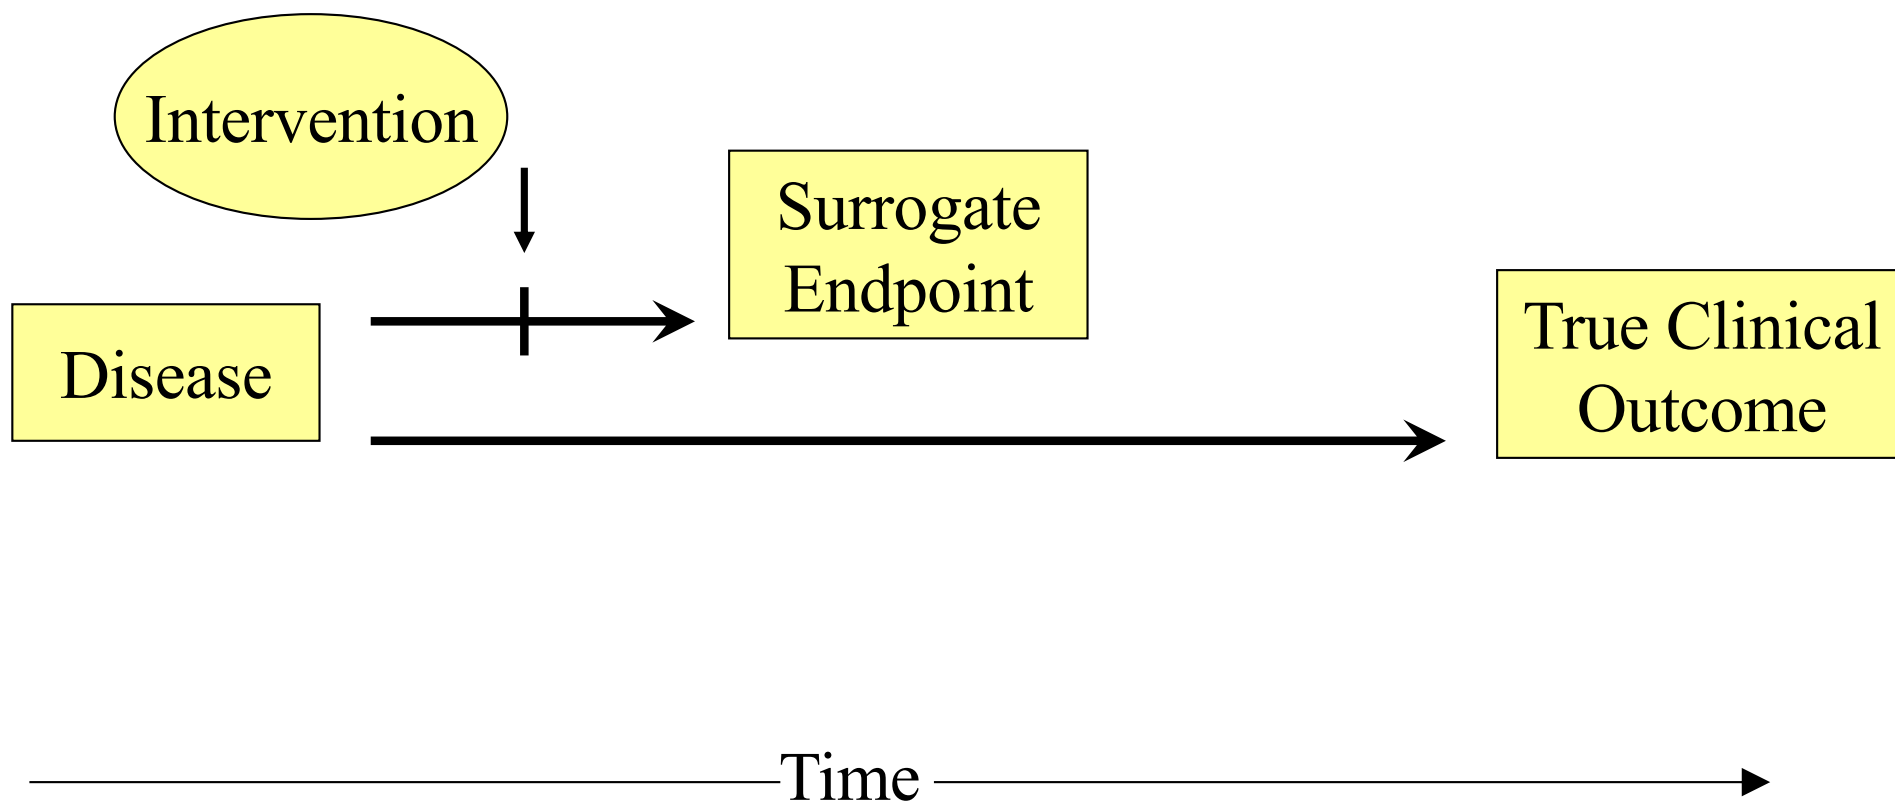 Intervention
Surrogate
Endpoint
Disease
True Clinical
Outcome
Time